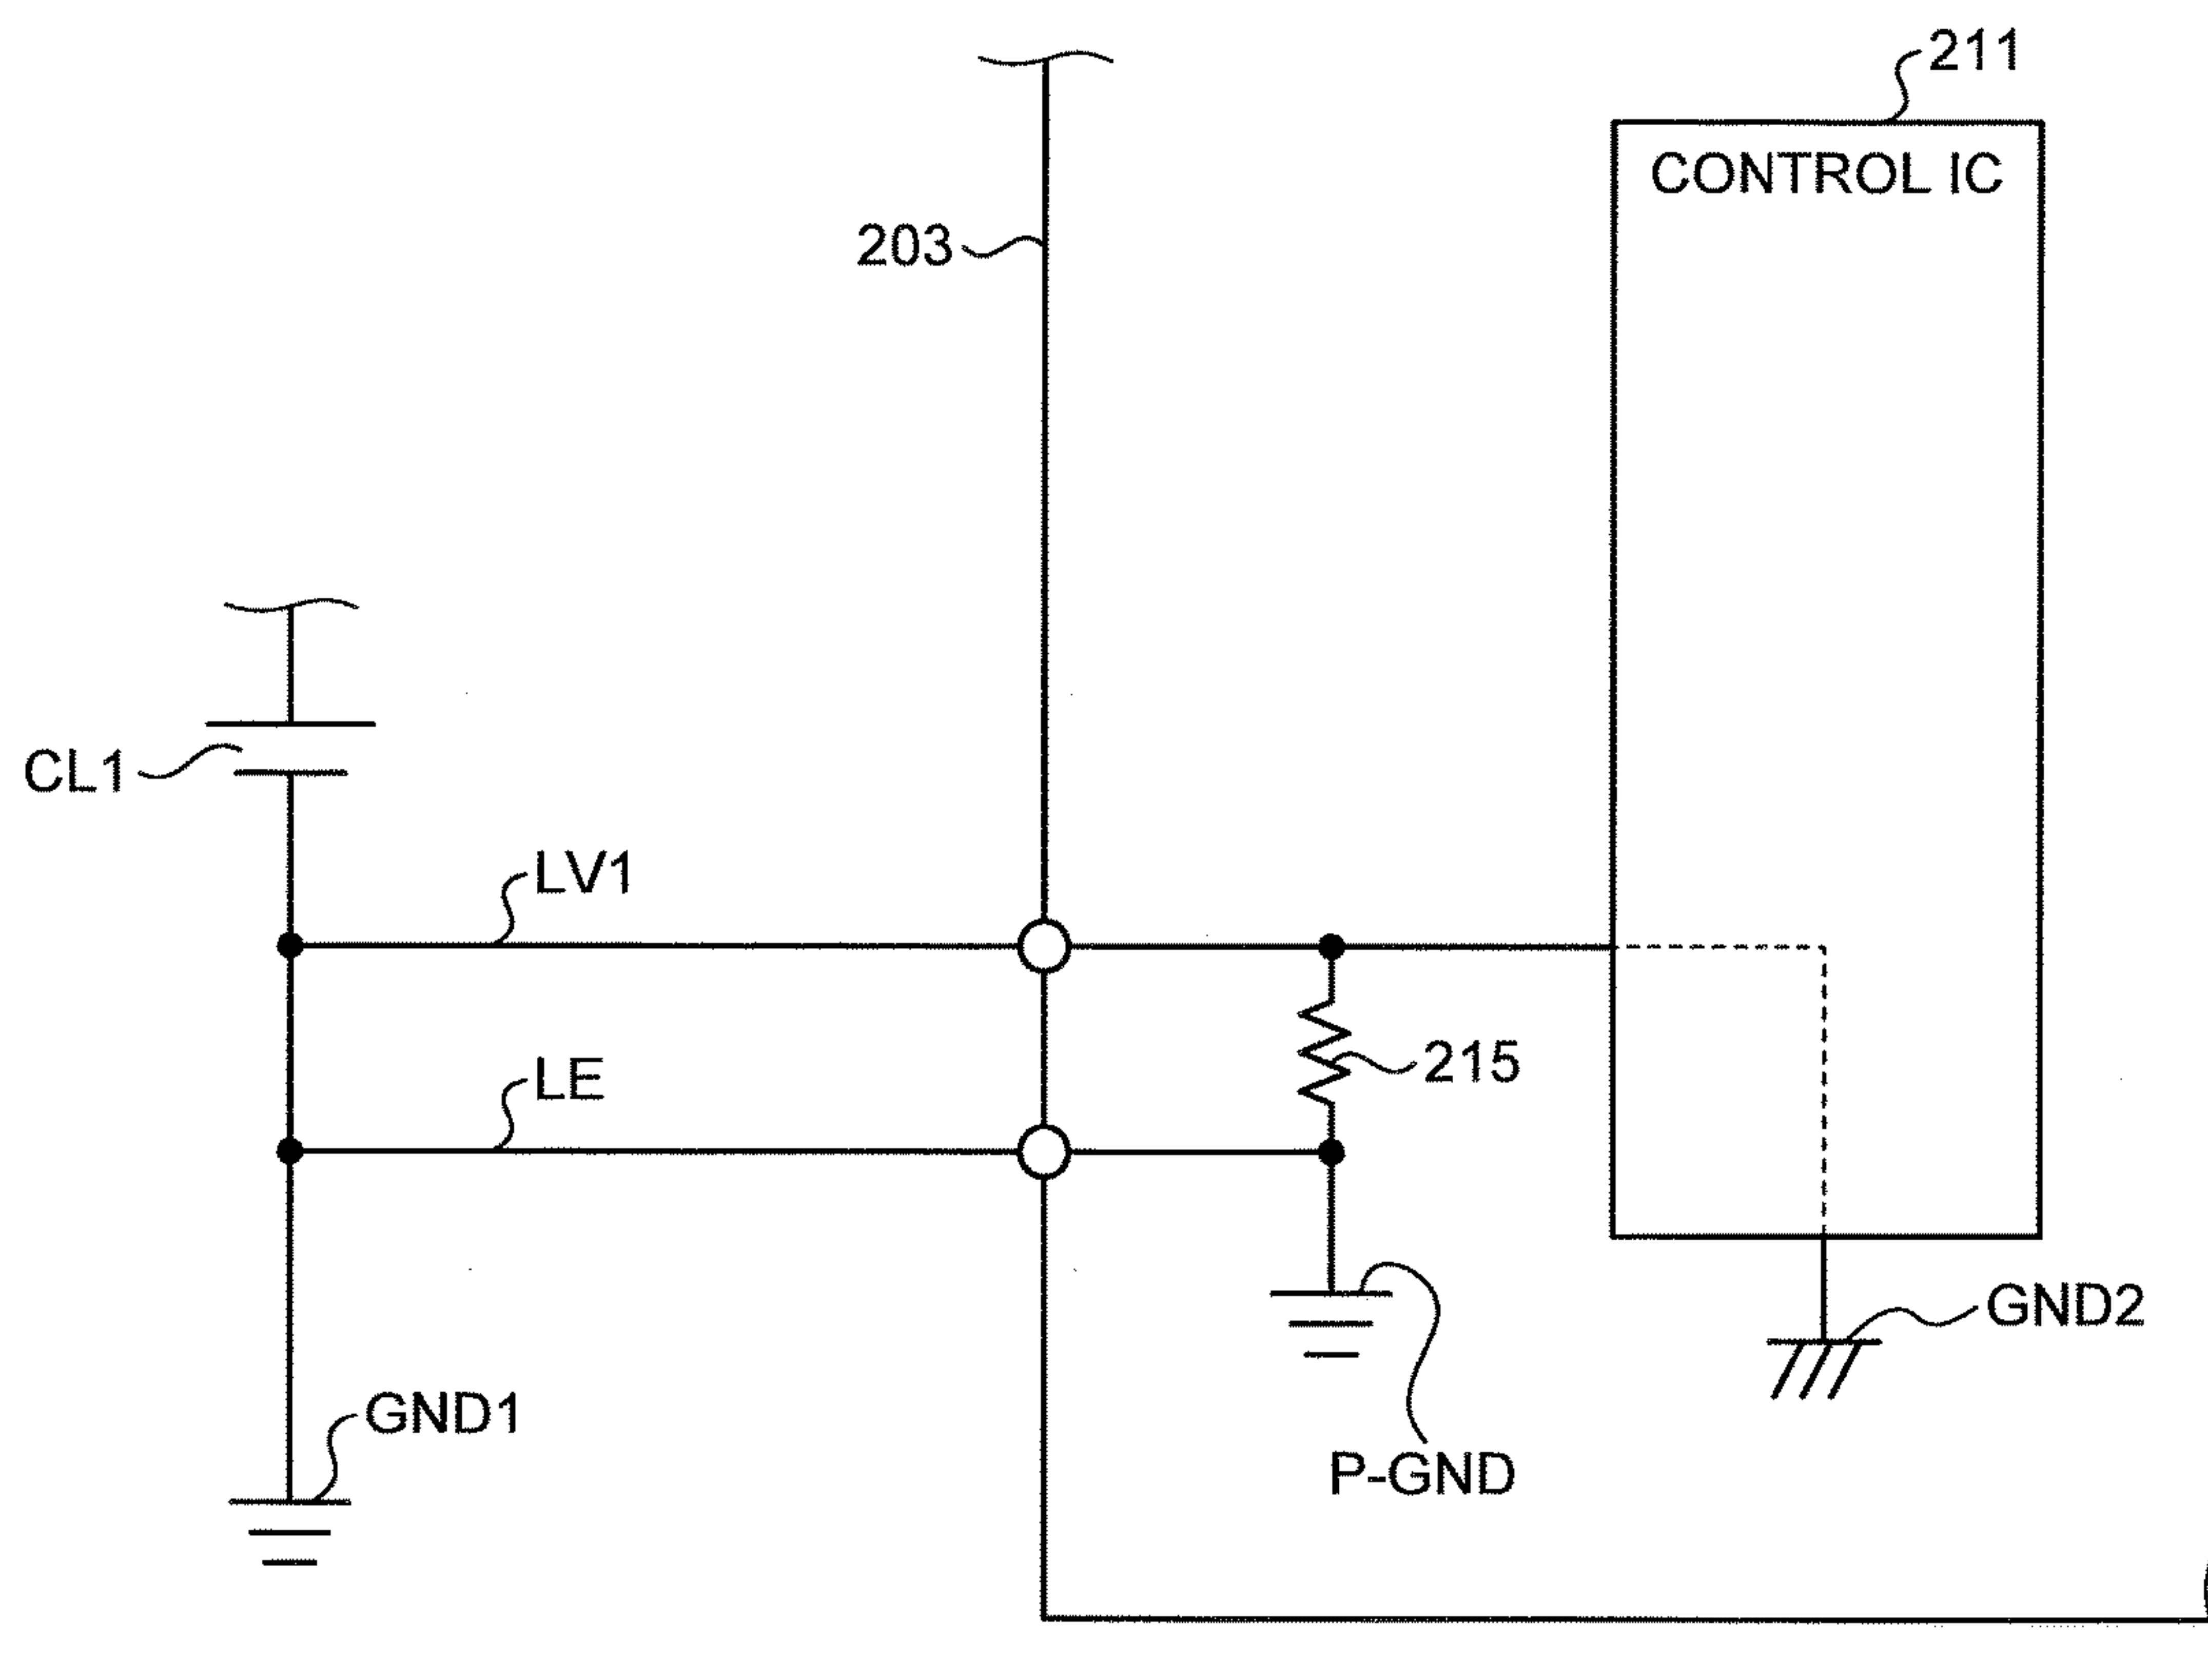 211
CONTROL IC
203
CL1
LV1
LE
215
GND2
GND1
P-GND